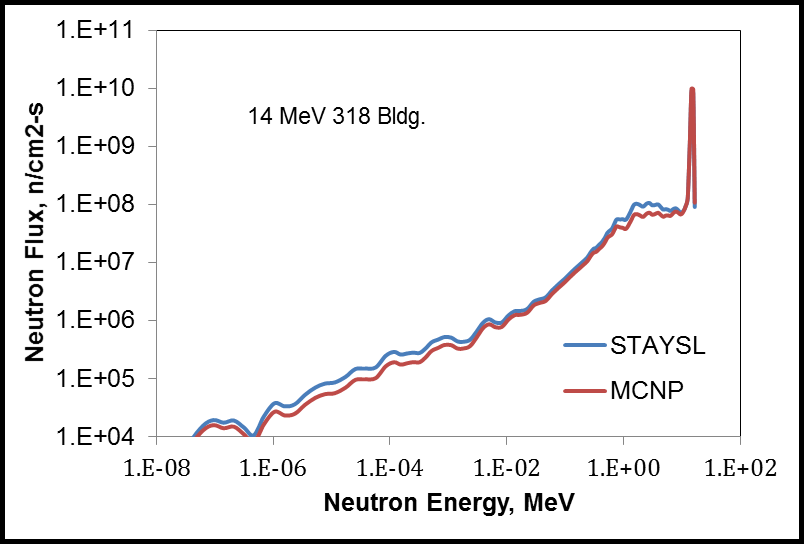 1.E+11
1.E+10
1.E+09
1.E+08
1.E+07
1.E+06
1.E+05
1.E+04
Neutron Flux, n/cm2-s
14 MeV 318 Bldg.
STAYSL
MCNP
1.E-08 1.E-06 1.E-04 1.E-02 1.E+00 1.E+02
Neutron Energy, MeV